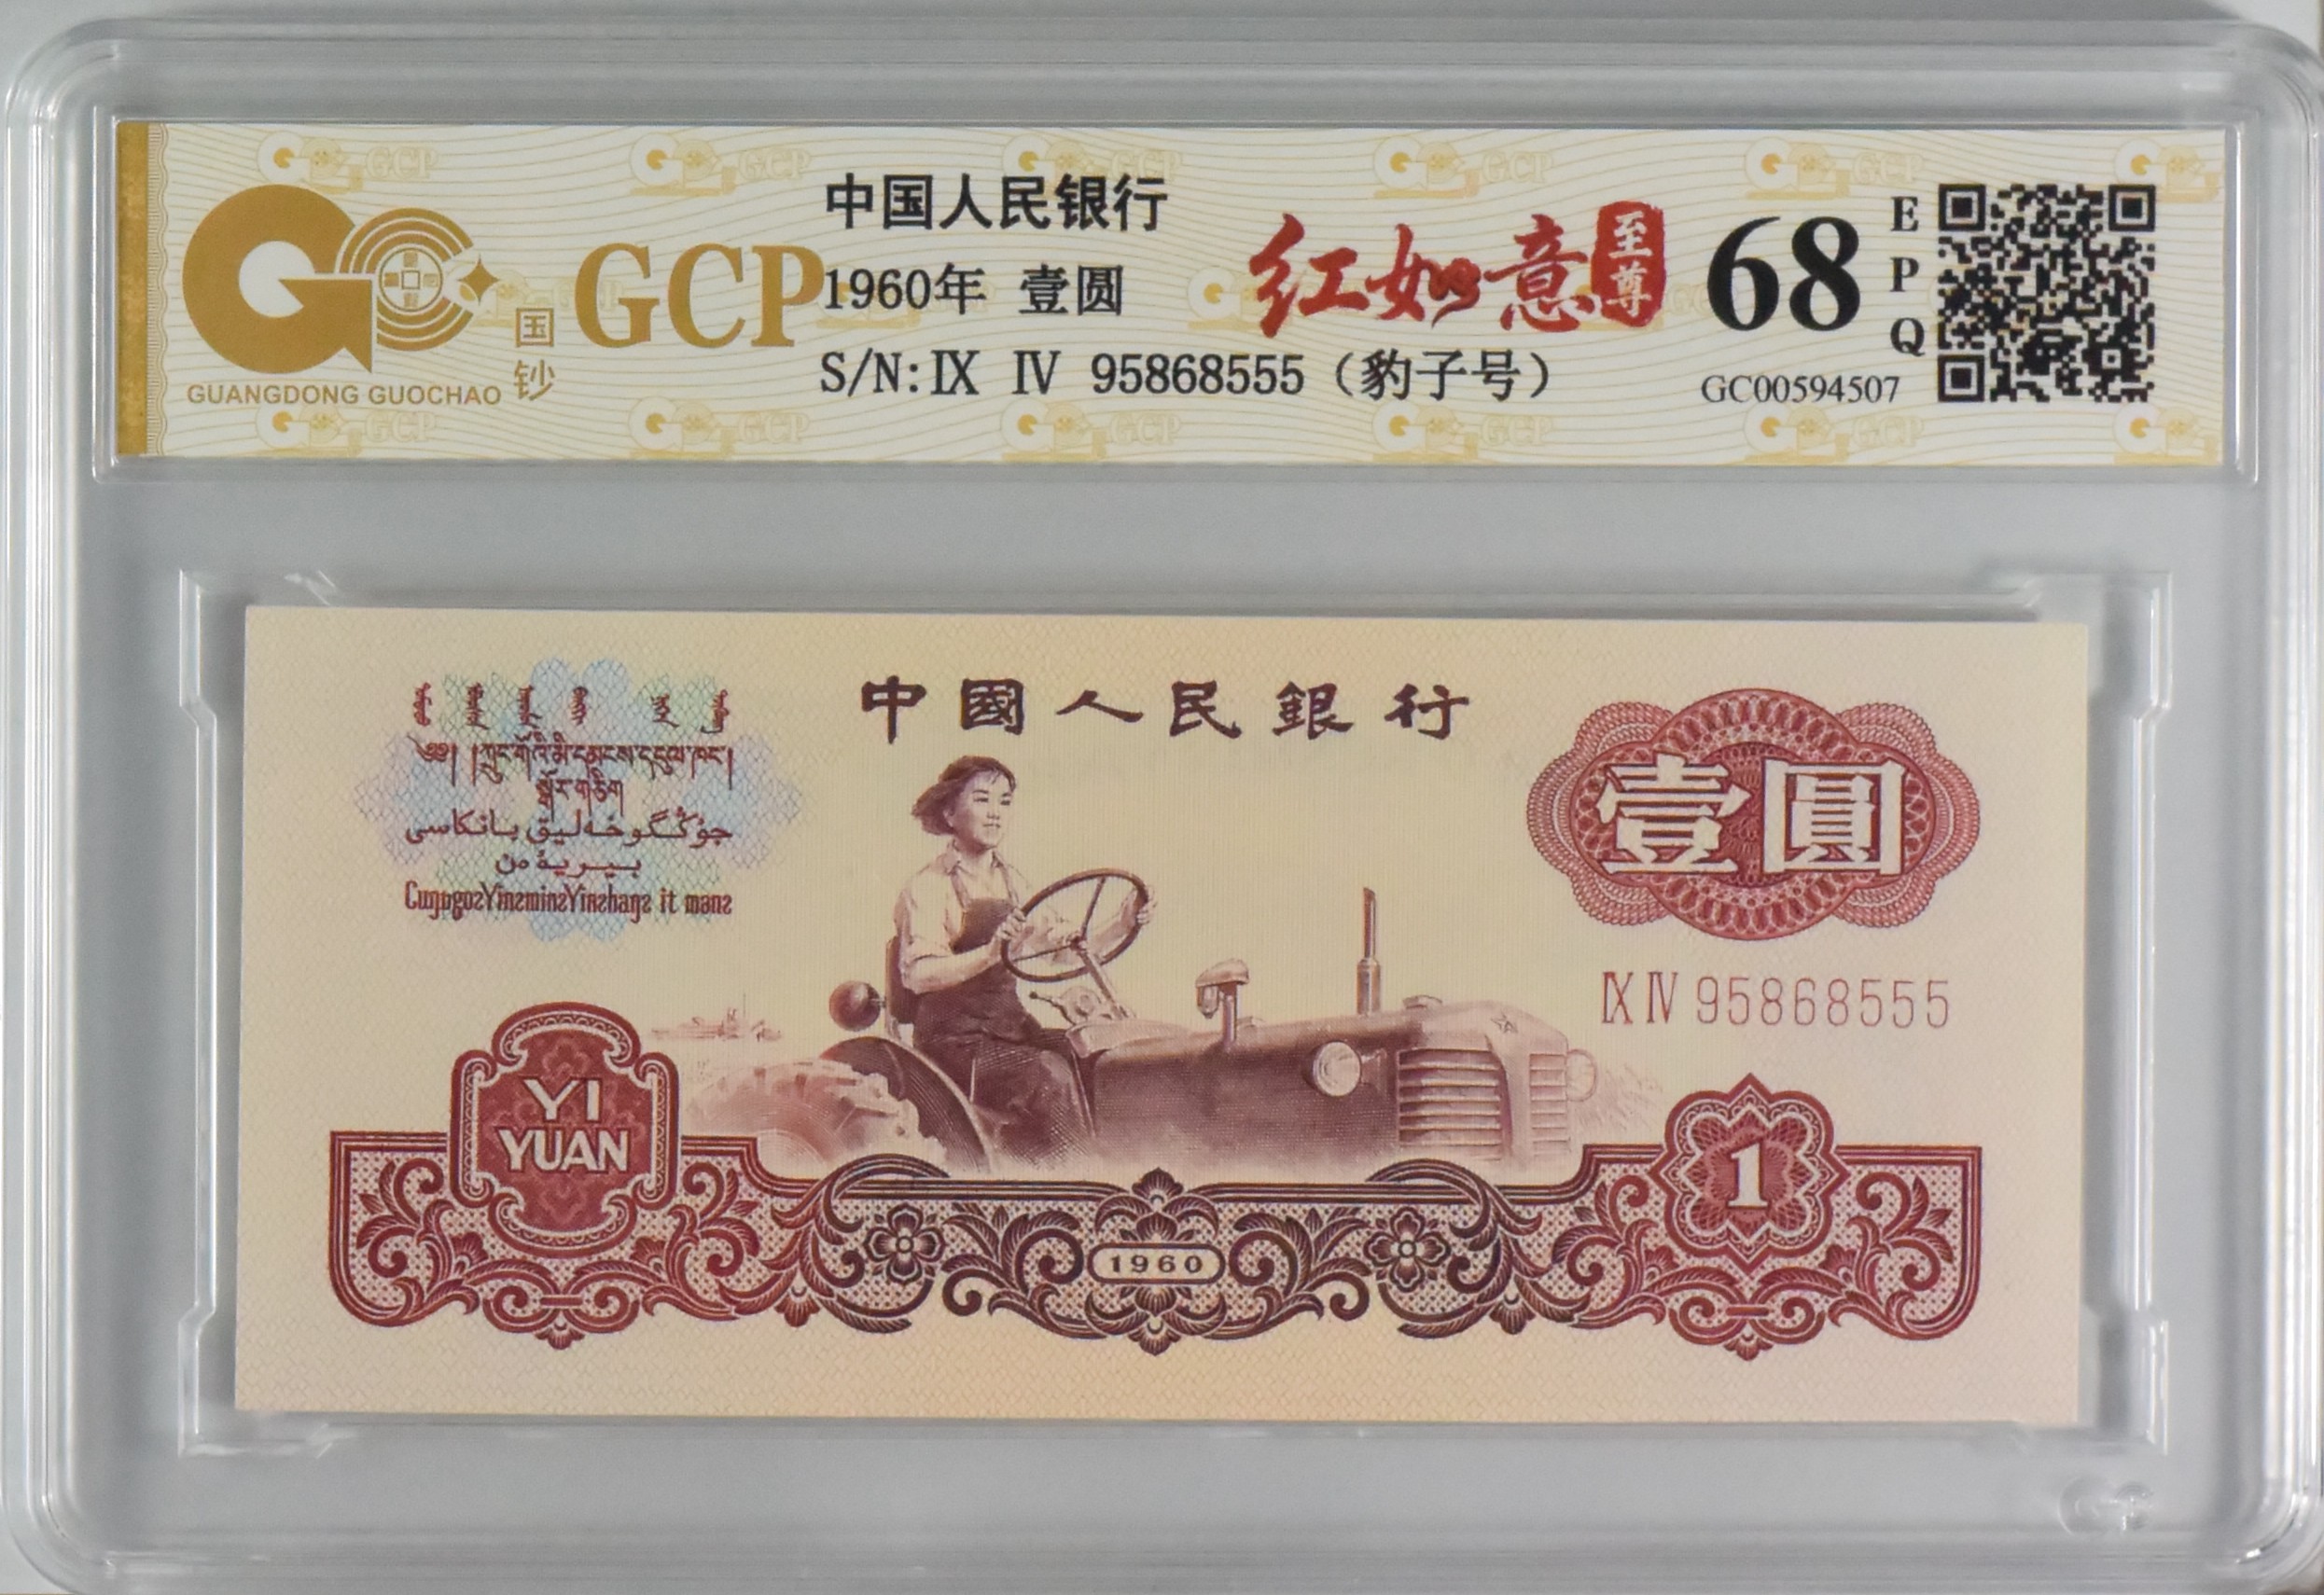 GCP
国钞
GUANGDONG GUOCHAO
中国人民银行
1960年 壹圆
S/N:Ⅸ Ⅳ 95868555（豹子号）
红如意
至尊
68
EPQ
GC00594507
中國人民銀行
壹圓
ⅨⅣ 95868555
YI
YUAN
1960
1